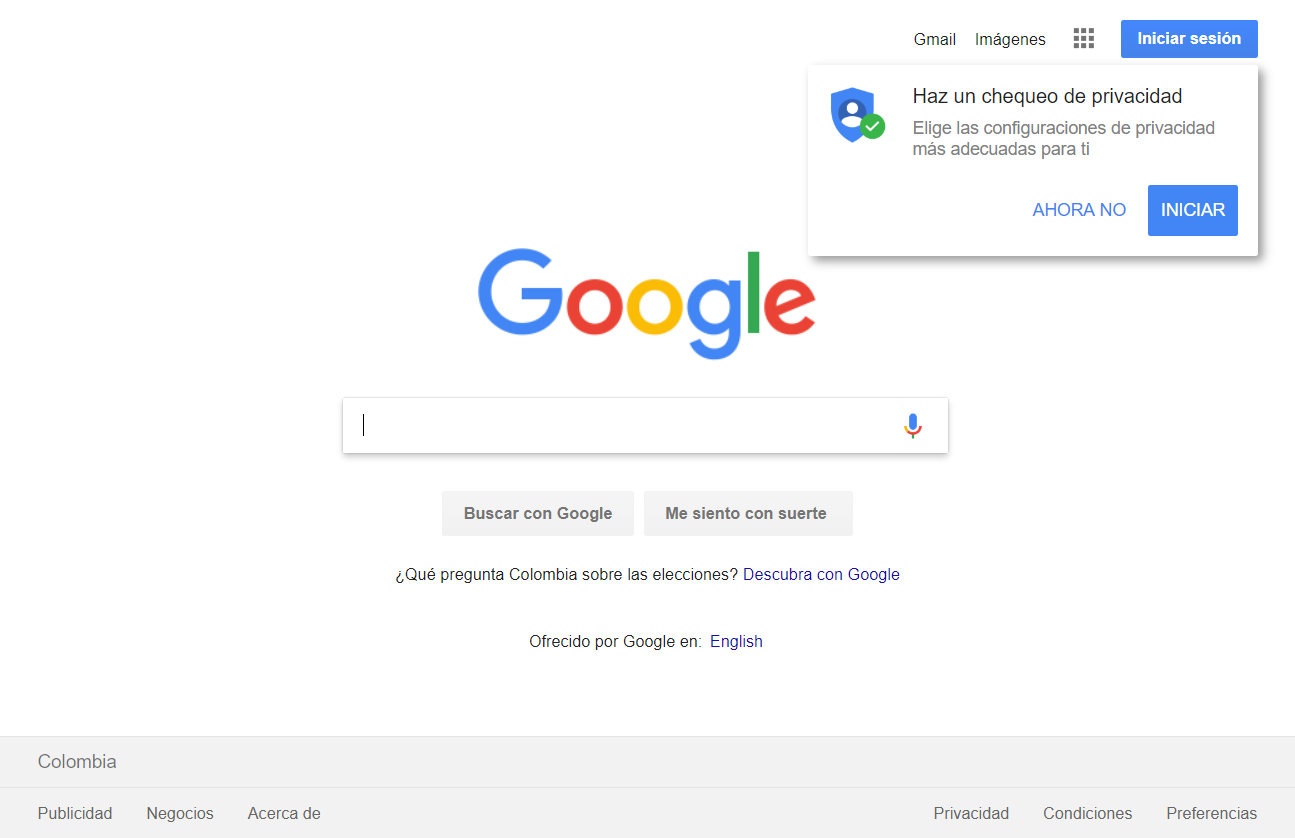 Gmail Imágenes Iniciar sesión
Haz un chequeo de privacidad
Elige las configuraciones de privacidad
más adecuadas para ti
AHORA NO INICIAR
Google
Buscar con Google Me siento con suerte
¿Qué pregunta Colombia sobre las elecciones? Descubra con Google
Ofrecido por Google en: English
Colombia
Publicidad Negocios Acerca de Privacidad Condiciones Preferencias